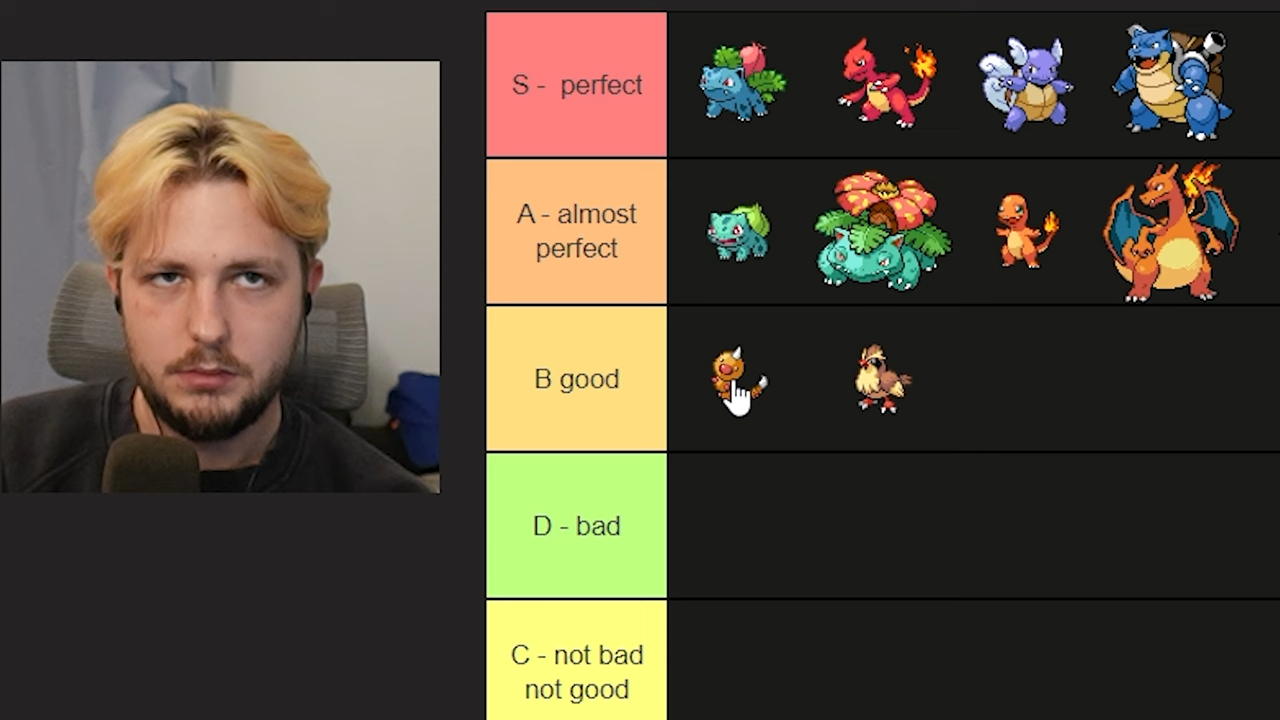 S -  perfect
A - almost
perfect
B good
D - bad
C - not bad
not good